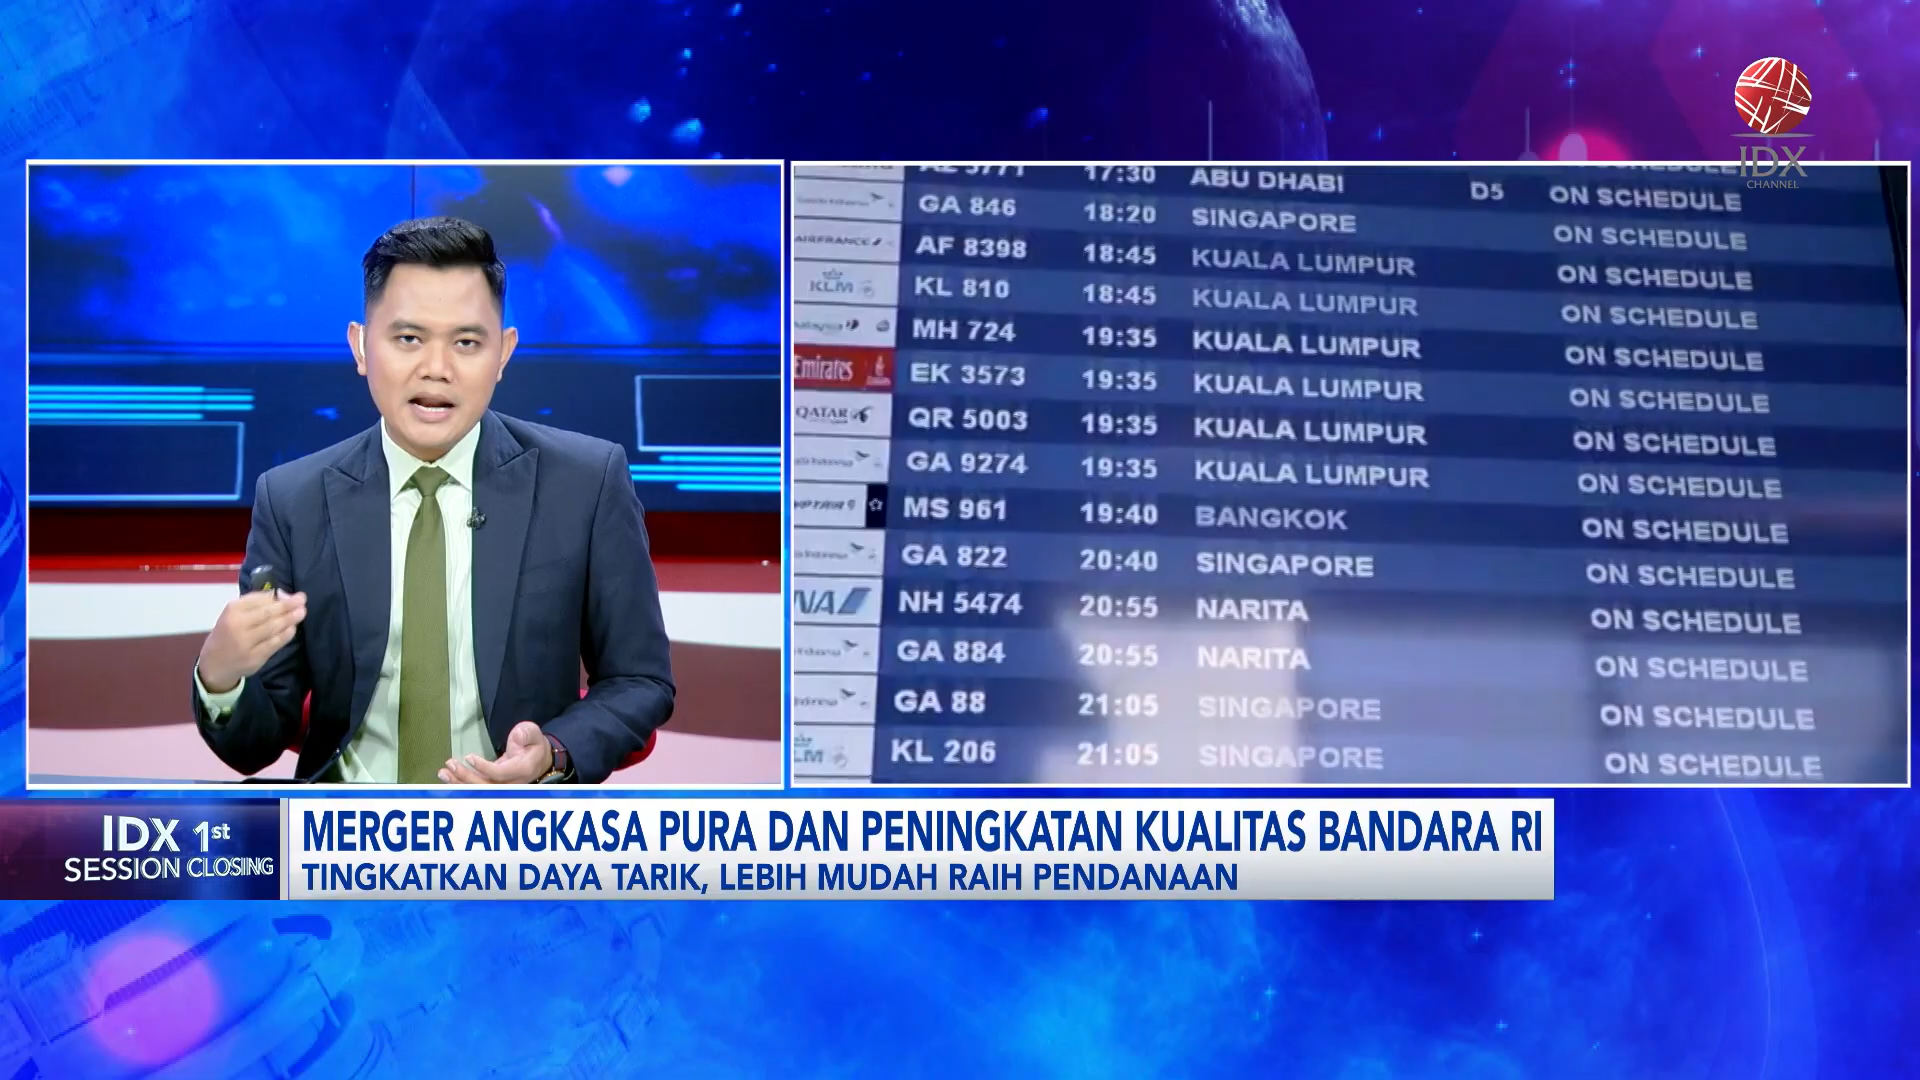 IDX
CHANNEL
17:30 ABU DHABI D5 ON SCHEDULE
GA 846 18:20 SINGAPORE ON SCHEDULE
AIRFRANCE AF 8398 18:45 KUALA LUMPUR ON SCHEDULE
KLM KL 810 18:45 KUALA LUMPUR ON SCHEDULE
MH 724 19:35 KUALA LUMPUR ON SCHEDULE
Emirates EK 3573 19:35 KUALA LUMPUR ON SCHEDULE
QATAR QR 5003 19:35 KUALA LUMPUR ON SCHEDULE
GA 9274 19:35 KUALA LUMPUR ON SCHEDULE
MS 961 19:40 BANGKOK ON SCHEDULE
GA 822 20:40 SINGAPORE ON SCHEDULE
NH 5474 20:55 NARITA ON SCHEDULE
GA 884 20:55 NARITA ON SCHEDULE
GA 88 21:05 SINGAPORE ON SCHEDULE
KL 206 21:05 SINGAPORE ON SCHEDULE
IDX 1st
SESSION CLOSING
MERGER ANGKASA PURA DAN PENINGKATAN KUALITAS BANDARA RI
TINGKATKAN DAYA TARIK, LEBIH MUDAH RAIH PENDANAAN